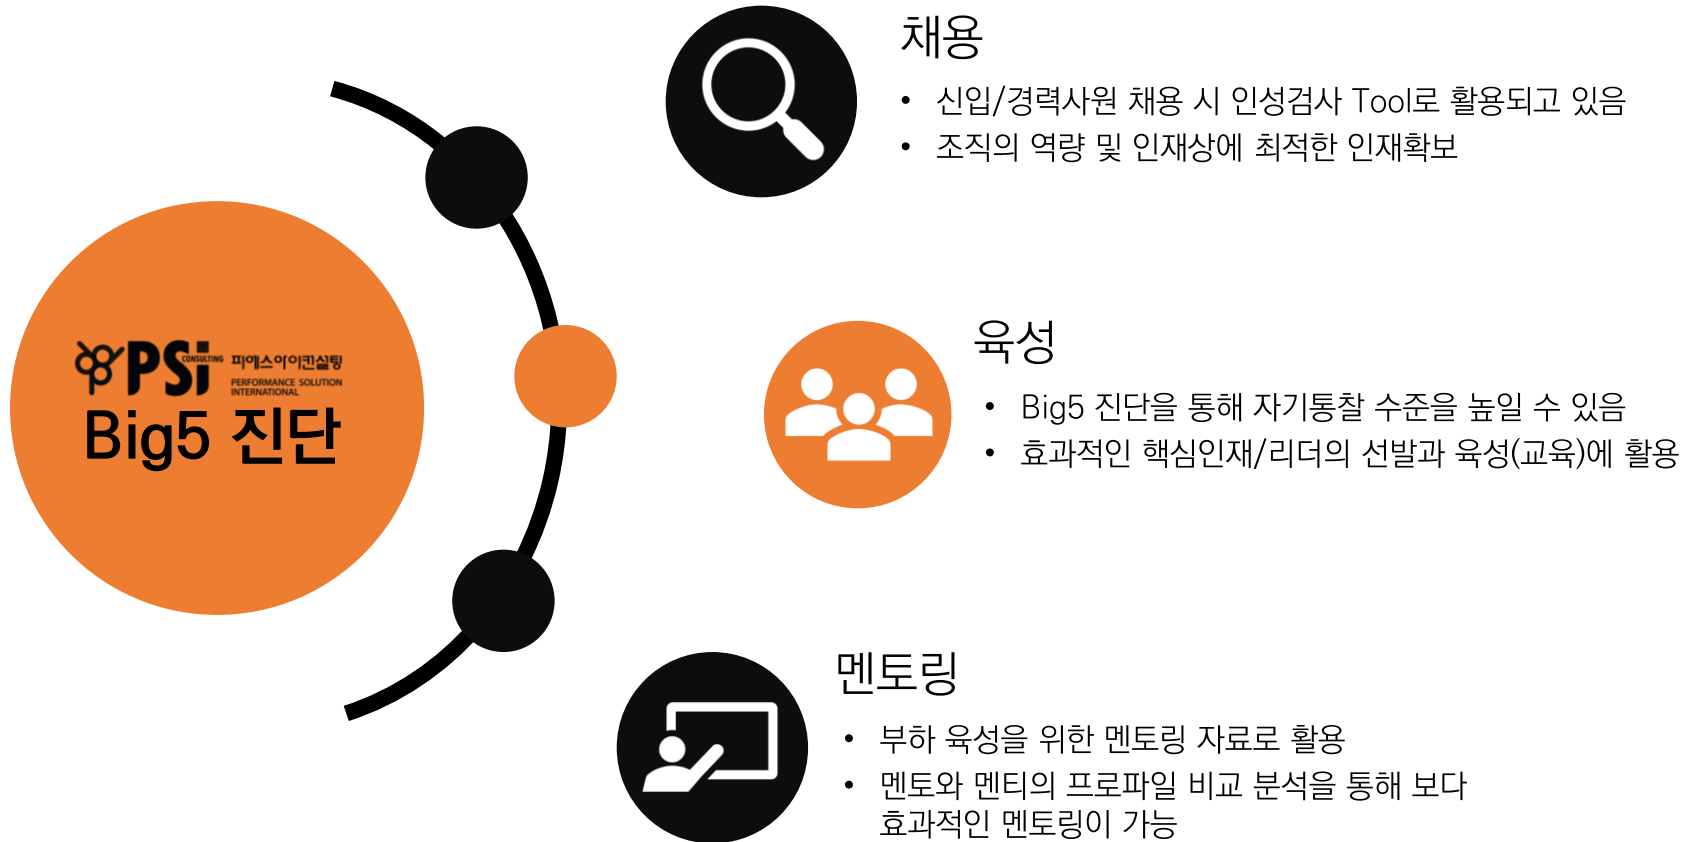 PSi CONSULTING 피에스아이컨설팅
PERFORMANCE SOLUTION
INTERNATIONAL
Big5 진단
채용
• 신입/경력사원 채용 시 인성검사 Tool로 활용되고 있음
• 조직의 역량 및 인재상에 최적한 인재확보
육성
• Big5 진단을 통해 자기통찰 수준을 높일 수 있음
• 효과적인 핵심인재/리더의 선발과 육성(교육)에 활용
멘토링
• 부하 육성을 위한 멘토링 자료로 활용
• 멘토와 멘티의 프로파일 비교 분석을 통해 보다
효과적인 멘토링이 가능